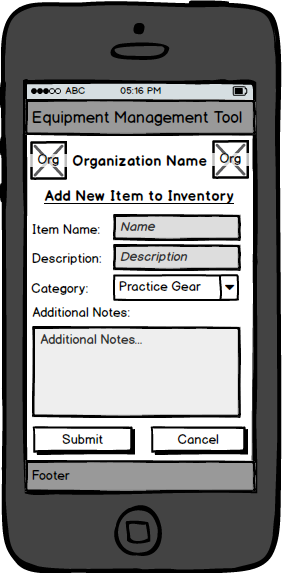 ABC 05:16 PM
Equipment Management Tool
Org Organization Name Org
Add New Item to Inventory
Item Name: Name
Description: Description
Category: Practice Gear
Additional Notes:
Additional Notes...
Submit Cancel
Footer